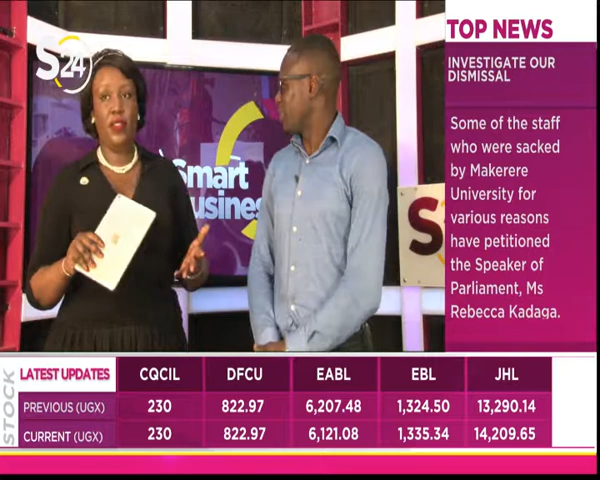 S24
TOP NEWS
INVESTIGATE OUR
DISMISSAL
Some of the staff
who were sacked
by Makerere
University for
various reasons
have petitioned
the Speaker of
Parliament, Ms
Rebecca Kadaga.
Smart
usines
S
STOCK
LATEST UPDATES CQCIL DFCU EABL EBL JHL
PREVIOUS (UGX) 230 822.97 6,207.48 1,324.50 13,290.14
CURRENT (UGX) 230 822.97 6,121.08 1,335.34 14,209.65